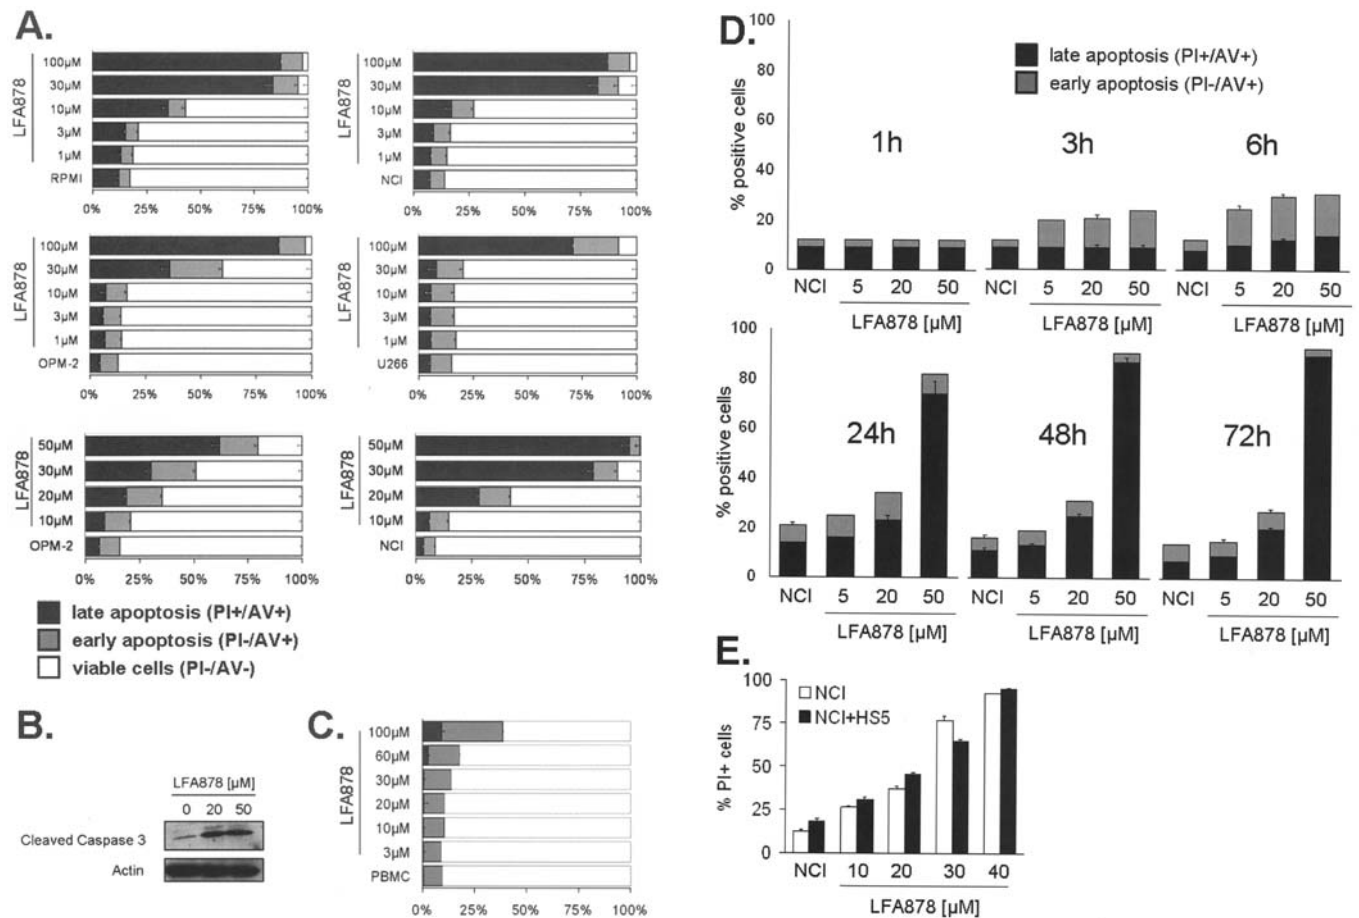 A.
LFA878
100µM
30µM
10µM
3µM
1µM
RPMI
0% 25% 50% 75% 100%
LFA878
100µM
30µM
10µM
3µM
1µM
NCI
0% 25% 50% 75% 100%
LFA878
100µM
30µM
10µM
3µM
1µM
OPM-2
0% 25% 50% 75% 100%
LFA878
100µM
30µM
10µM
3µM
1µM
U266
0% 25% 50% 75% 100%
LFA878
50µM
30µM
20µM
10µM
OPM-2
0% 25% 50% 75% 100%
LFA878
50µM
30µM
20µM
10µM
NCI
0% 25% 50% 75% 100%
late apoptosis (PI+/AV+)
early apoptosis (PI-/AV+)
viable cells (PI-/AV-)
B.
LFA878 [µM]
0 20 50
Cleaved Caspase 3
Actin
C.
LFA878
100µM
60µM
30µM
20µM
10µM
3µM
PBMC
0% 25% 50% 75% 100%
D.
late apoptosis (PI+/AV+)
early apoptosis (PI-/AV+)
% positive cells
100
80
60
40
20
0
1h 3h 6h
NCI 5 20 50 NCI 5 20 50 NCI 5 20 50
LFA878 [µM] LFA878 [µM] LFA878 [µM]
% positive cells
100
80
60
40
20
0
24h 48h 72h
NCI 5 20 50 NCI 5 20 50 NCI 5 20 50
LFA878 [µM] LFA878 [µM] LFA878 [µM]
E.
NCI
NCI+HS5
% PI+ cells
100
75
50
25
0
NCI 10 20 30 40
LFA878 [µM]